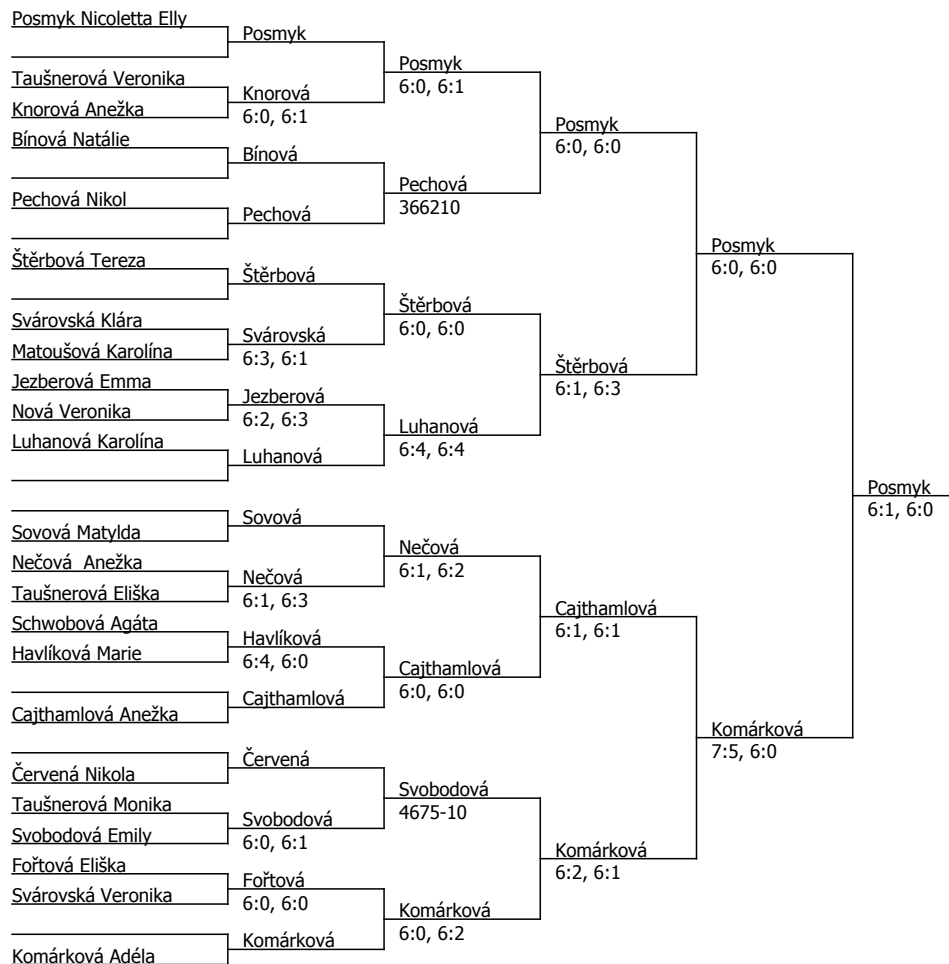 Posmyk Nicoletta Elly
Posmyk
Posmyk
6:0, 6:1
Taušnerová Veronika
Knorová
6:0, 6:1
Knorová Anežka
Posmyk
6:0, 6:0
Bínová Natálie
Bínová
Pechová
366210
Pechová Nikol
Pechová
Posmyk
6:0, 6:0
Štěrbová Tereza
Štěrbová
Štěrbová
6:0, 6:0
Svárovská Klára
Svárovská
6:3, 6:1
Matoušová Karolína
Štěrbová
6:1, 6:3
Jezberová Emma
Jezberová
6:2, 6:3
Nová Veronika
Luhanová
6:4, 6:4
Luhanová Karolína
Luhanová
Posmyk
6:1, 6:0
Sovová
Sovová Matylda
Nečová
6:1, 6:2
Nečová  Anežka
Nečová
6:1, 6:3
Taušnerová Eliška
Cajthamlová
6:1, 6:1
Schwobová Agáta
Havlíková
6:4, 6:0
Havlíková Marie
Cajthamlová
6:0, 6:0
Cajthamlová
Cajthamlová Anežka
Komárková
7:5, 6:0
Červená
Červená Nikola
Svobodová
4675-10
Taušnerová Monika
Svobodová
6:0, 6:1
Svobodová Emily
Komárková
6:2, 6:1
Fořtová Eliška
Fořtová
6:0, 6:0
Svárovská Veronika
Komárková
6:0, 6:2
Komárková
Komárková Adéla